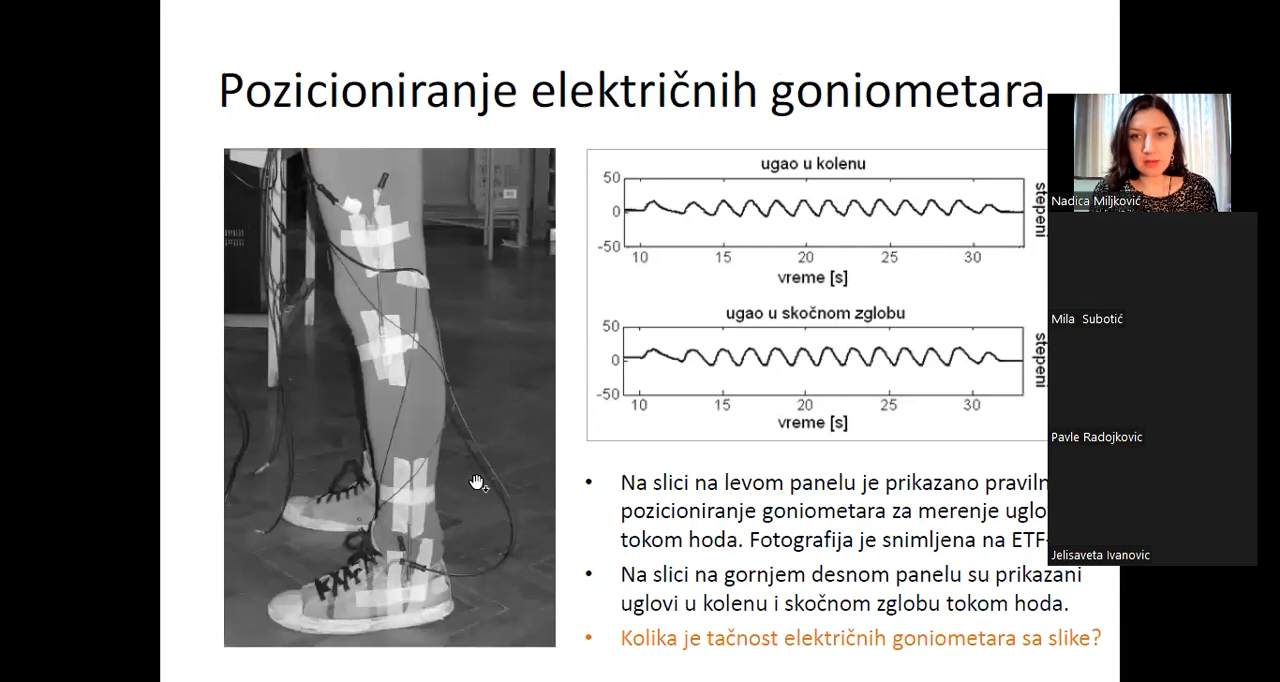 Pozicioniranje električnih goniometara
ugao u kolenu
50
0
-50
10 15 20 25 30
vreme [s]
stepeni
ugao u skočnom zglobu
50
0
-50
10 15 20 25 30
vreme [s]
stepeni
• Na slici na levom panelu je prikazano
pozicioniranje goniometara za merenje
tokom hoda. Fotografija je snimljena na ETF-
• Na slici na gornjem desnom panelu su prikazani
uglovi u kolenu i skočnom zglobu tokom hoda.
• Kolika je tačnost električnih goniometara sa slike?
Nadica Miljković
Mila Subotić
Pavle Radojkovic
Jelisaveta Ivanovic